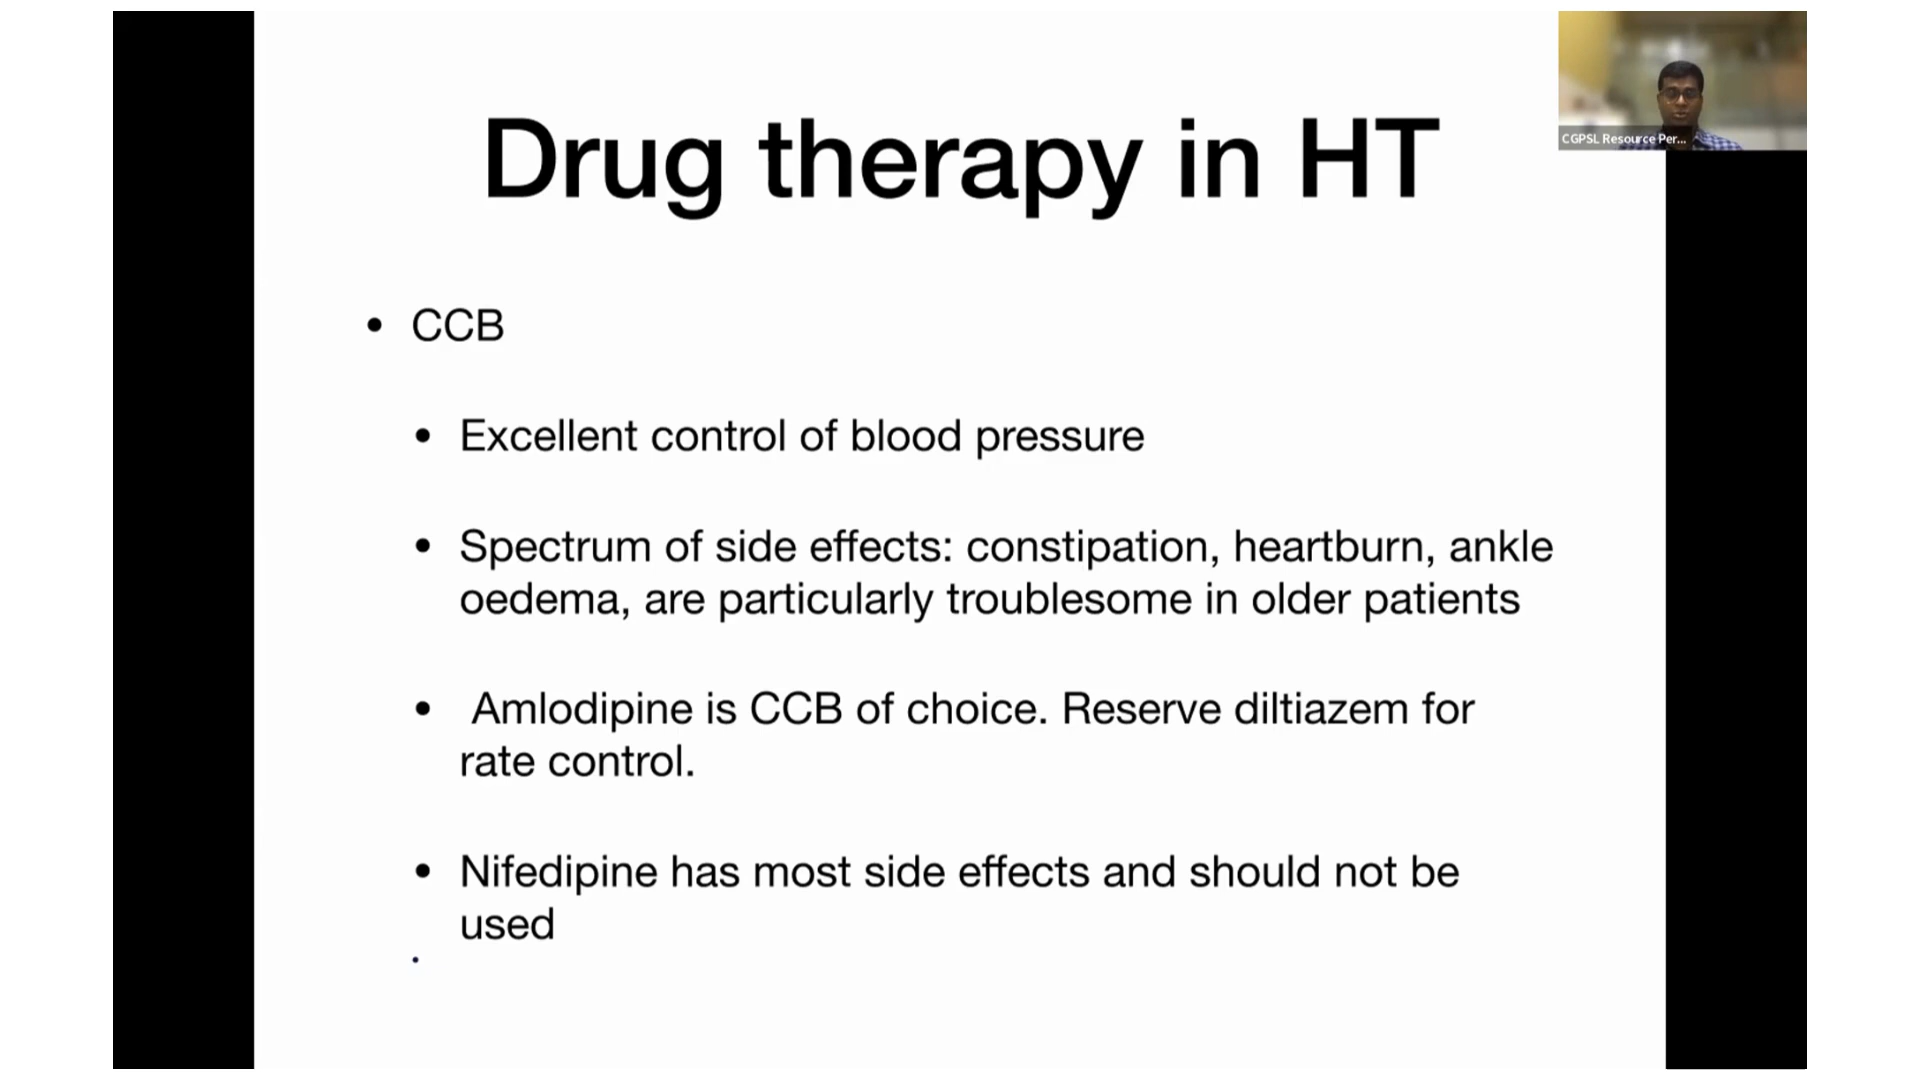 Drug therapy in HT
CGPSL Resource Per...
• CCB
• Excellent control of blood pressure
• Spectrum of side effects: constipation, heartburn, ankle
oedema, are particularly troublesome in older patients
• Amlodipine is CCB of choice. Reserve diltiazem for
rate control.
• Nifedipine has most side effects and should not be
used